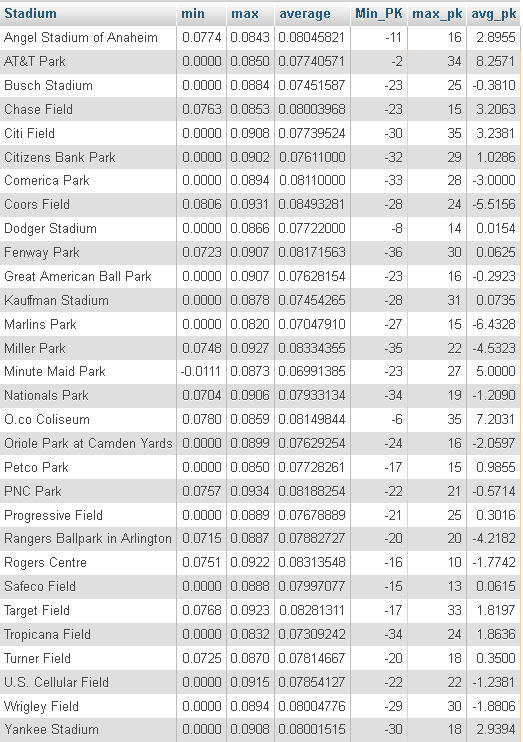 Stadium min max average Min_PK max_pk avg_pk
Angel Stadium of Anaheim 0.0774 0.0843 0.08045821 -11 16 2.8955
AT&T Park 0.0000 0.0850 0.07740571 -2 34 8.2571
Busch Stadium 0.0000 0.0884 0.07451587 -23 25 -0.3810
Chase Field 0.0763 0.0853 0.08003968 -23 15 3.2063
Citi Field 0.0000 0.0908 0.07739524 -30 35 3.2381
Citizens Bank Park 0.0000 0.0902 0.07611000 -32 29 1.0286
Comerica Park 0.0000 0.0894 0.08110000 -33 28 -3.0000
Coors Field 0.0806 0.0931 0.08493281 -28 24 -5.5156
Dodger Stadium 0.0000 0.0866 0.07722000 -8 14 0.0154
Fenway Park 0.0723 0.0907 0.08171563 -36 30 0.0625
Great American Ball Park 0.0000 0.0907 0.07628154 -23 16 -0.2923
Kauffman Stadium 0.0000 0.0878 0.07454265 -28 31 0.0735
Marlins Park 0.0000 0.0820 0.07047910 -27 15 -6.4328
Miller Park 0.0748 0.0927 0.08334355 -35 22 -4.5323
Minute Maid Park -0.0111 0.0873 0.06991385 -23 27 5.0000
Nationals Park 0.0704 0.0906 0.07933134 -34 19 -1.2090
O.co Coliseum 0.0780 0.0859 0.08149844 -6 35 7.2031
Oriole Park at Camden Yards 0.0000 0.0899 0.07629254 -24 16 -2.0597
Petco Park 0.0000 0.0850 0.07728261 -17 15 0.9855
PNC Park 0.0757 0.0934 0.08188254 -22 21 -0.5714
Progressive Field 0.0000 0.0889 0.07678889 -21 25 0.3016
Rangers Ballpark in Arlington 0.0715 0.0887 0.07882727 -20 20 -4.2182
Rogers Centre 0.0751 0.0922 0.08313548 -16 10 -1.7742
Safeco Field 0.0000 0.0888 0.07997077 -15 13 0.0615
Target Field 0.0768 0.0923 0.08281311 -17 33 1.8197
Tropicana Field 0.0000 0.0832 0.07309242 -34 24 1.8636
Turner Field 0.0725 0.0870 0.07814667 -20 18 0.3500
U.S. Cellular Field 0.0000 0.0915 0.07854127 -22 22 -1.2381
Wrigley Field 0.0000 0.0894 0.08004776 -29 30 -1.8806
Yankee Stadium 0.0000 0.0908 0.08001515 -30 18 2.9394